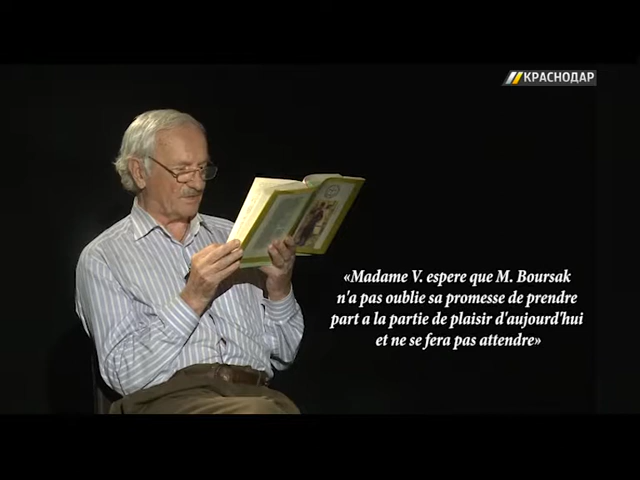 КРАСНОДАР
«Madame V. espere que M. Boursak
n'a pas oublie sa promesse de prendre
part a la partie de plaisir d'aujourd'hui
et ne se fera pas attendre»